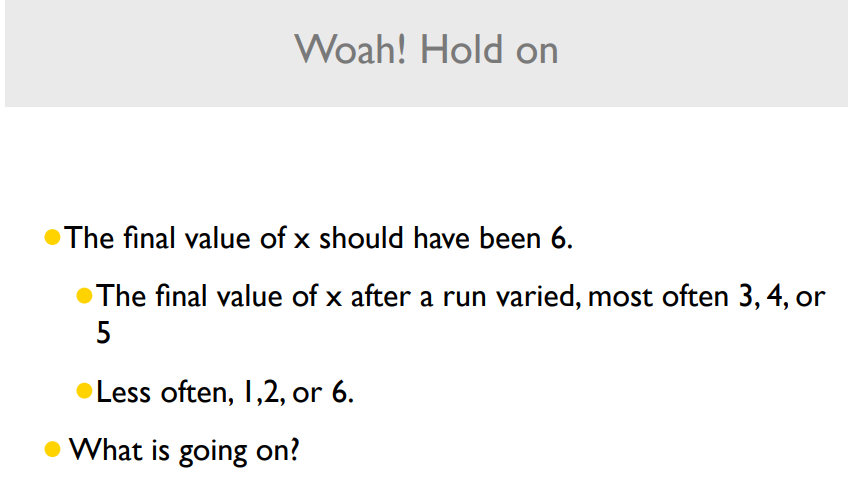 Woah! Hold on
●The final value of x should have been 6.
●The final value of x after a run varied, most often 3, 4, or
5
●Less often, 1,2, or 6.
● What is going on?